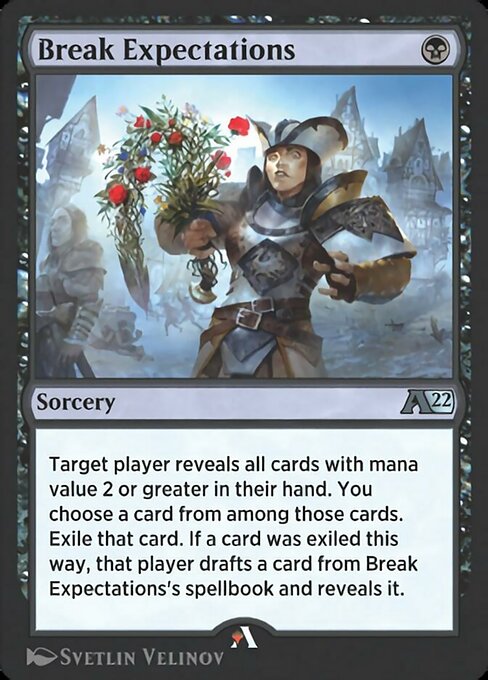 Break Expectations
Sorcery
A22
Target player reveals all cards with mana
value 2 or greater in their hand. You
choose a card from among those cards.
Exile that card. If a card was exiled this
way, that player drafts a card from Break
Expectations's spellbook and reveals it.
Svetlin Velinov